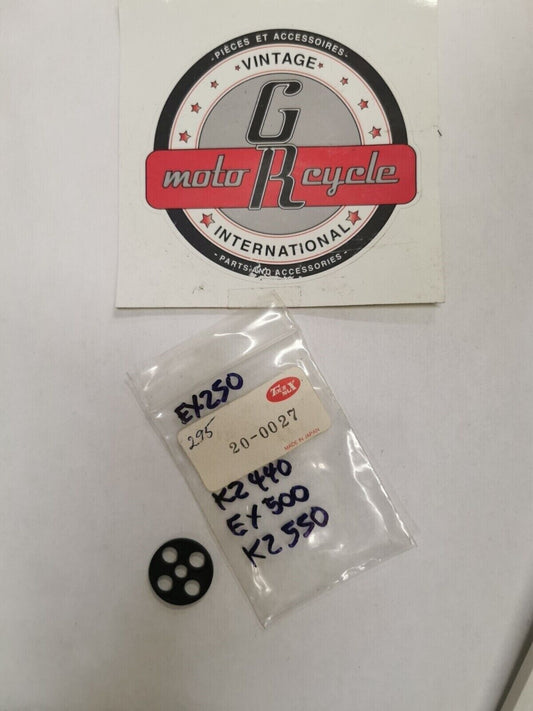 - PIÈCES ET ACCESSOIRES -
VINTAGE
G
moto R cycle
INTERNATIONAL
- PARTS AND ACCESSORIES -
EX250
295
20-0027
MADE IN JAPAN
KZ440
EX500
KZ550